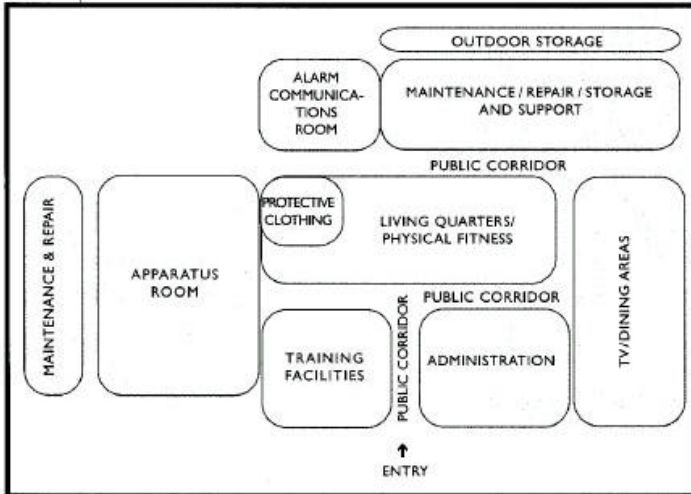 OUTDOOR STORAGE
ALARM
COMMUNICA-
TIONS
ROOM
MAINTENANCE / REPAIR / STORAGE
AND SUPPORT
PUBLIC CORRIDOR
MAINTENANCE & REPAIR
APPARATUS
ROOM
PROTECTIVE
CLOTHING
LIVING QUARTERS/
PHYSICAL FITNESS
TV/DINING AREAS
PUBLIC CORRIDOR
TRAINING
FACILITIES
PUBLIC CORRIDOR
ADMINISTRATION
ENTRY